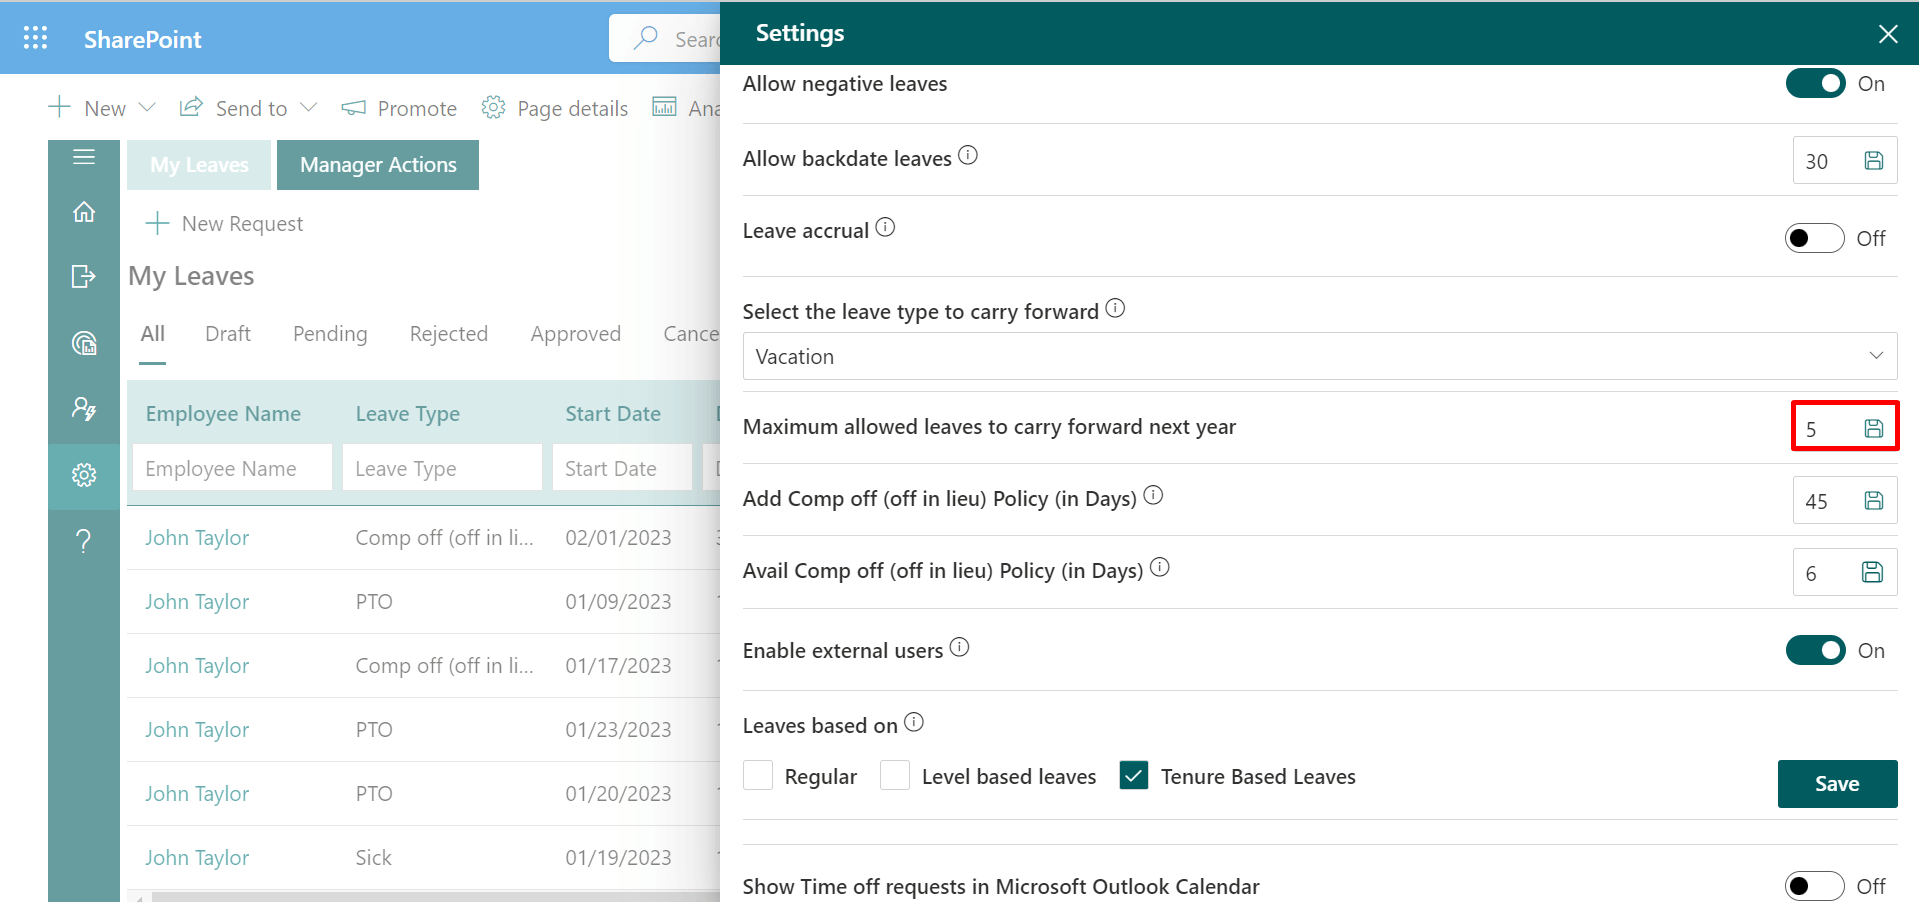 SharePoint
Sear
Settings
New
Send to
Promote
Page details
Ana
My Leaves
Manager Actions
New Request
My Leaves
All
Draft
Pending
Rejected
Approved
Cance
Employee Name
Leave Type
Start Date
Employee Name
Leave Type
Start Date
John Taylor
Comp off (off in li...
02/01/2023
John Taylor
PTO
01/09/2023
John Taylor
Comp off (off in li...
01/17/2023
John Taylor
PTO
01/23/2023
John Taylor
PTO
01/20/2023
John Taylor
Sick
01/19/2023
Allow negative leaves
On
Allow backdate leaves
30
Leave accrual
Off
Select the leave type to carry forward
Vacation
Maximum allowed leaves to carry forward next year
5
Add Comp off (off in lieu) Policy (in Days)
45
Avail Comp off (off in lieu) Policy (in Days)
6
Enable external users
On
Leaves based on
Regular
Level based leaves
Tenure Based Leaves
Save
Show Time off requests in Microsoft Outlook Calendar
Off